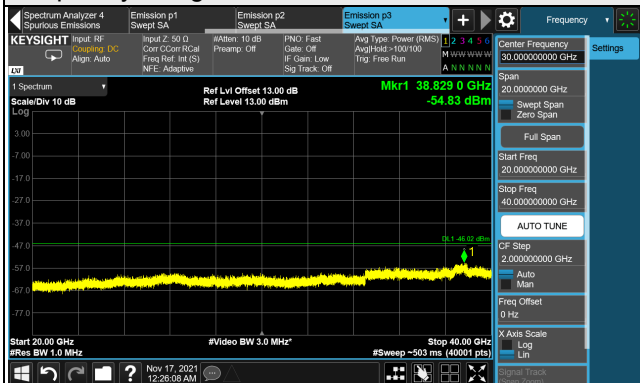 Spectrum Analyzer 4
Spurious Emissions
Emission p1
Swept SA
Emission p2
Swept SA
Emission p3
Swept SA
Frequency
KEYSIGHT
Input: RF
Coupling: DC
Align: Auto
Input Z: 50 Ω
Corr CCorr RCal
Freq Ref: Int (S)
NFE: Adaptive
#Atten: 10 dB
Preamp: Off
PNO: Fast
Gate: Off
IF Gain: Low
Sig Track: Off
Avg Type: Power (RMS)
Avg|Hold:>100/100
Trig: Free Run
1 2 3 4 5 6
M W W W W W
A N N N N N
LXI
1 Spectrum
Scale/Div 10 dB
Log
Ref Lvl Offset 13.00 dB
Ref Level 13.00 dBm
Mkr1 38.829 0 GHz
-54.83 dBm
3.00
-7.00
-17.0
-27.0
-37.0
-47.0
-57.0
-67.0
-77.0
DL1 -46.02 dBm
1
Start 20.00 GHz
#Res BW 1.0 MHz
#Video BW 3.0 MHz*
Stop 40.00 GHz
#Sweep ~503 ms (40001 pts)
Center Frequency
30.000000000 GHz
Settings
Span
20.0000000 GHz
Swept Span
Zero Span
Full Span
Start Freq
20.000000000 GHz
Stop Freq
40.000000000 GHz
AUTO TUNE
CF Step
2.000000000 GHz
Auto
Man
Freq Offset
0 Hz
X Axis Scale
Log
Lin
Signal Track
(Span Zoom)
?
Nov 17, 2021
12:26:08 AM